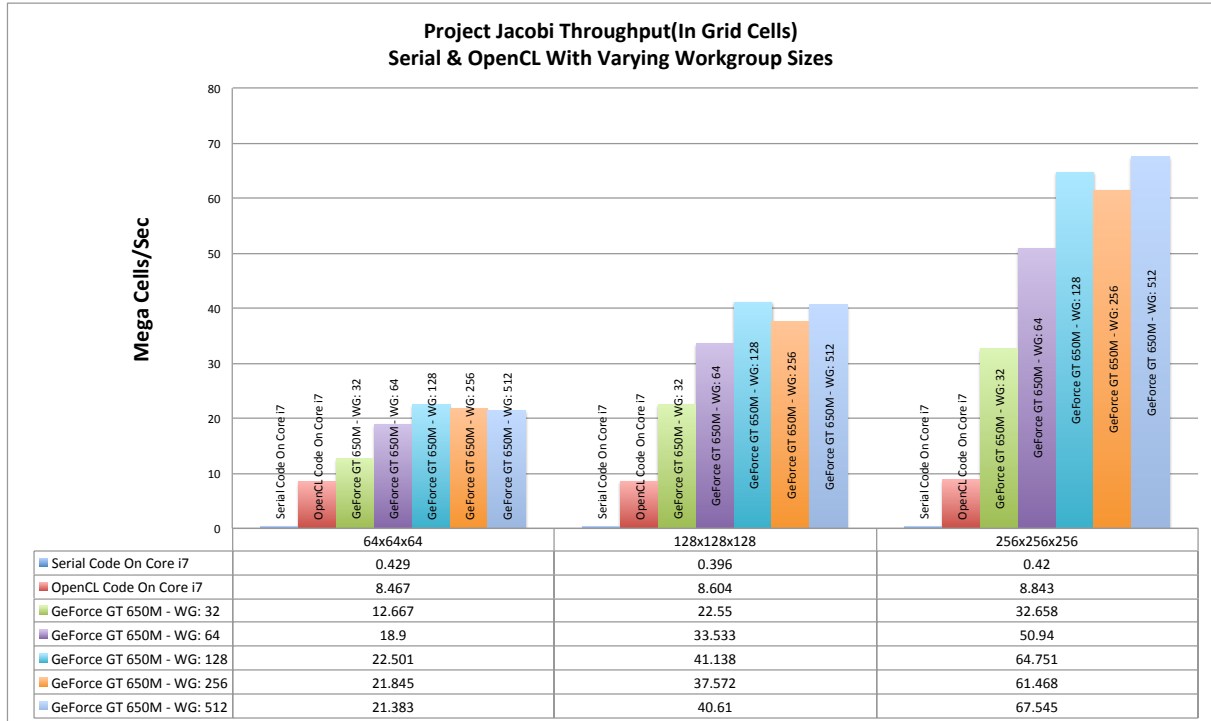 Project Jacobi Throughput(In Grid Cells)
Serial & OpenCL With Varying Workgroup Sizes
Mega Cells/Sec
80
70
60
50
40
30
20
10
0
Serial Code On Core i7
OpenCL Code On Core i7
GeForce GT 650M - WG: 32
GeForce GT 650M - WG: 64
GeForce GT 650M - WG: 128
GeForce GT 650M - WG: 256
GeForce GT 650M - WG: 512
Serial Code On Core i7
OpenCL Code On Core i7
GeForce GT 650M - WG: 32
GeForce GT 650M - WG: 64
GeForce GT 650M - WG: 128
GeForce GT 650M - WG: 256
GeForce GT 650M - WG: 512
Serial Code On Core i7
OpenCL Code On Core i7
GeForce GT 650M - WG: 32
GeForce GT 650M - WG: 64
GeForce GT 650M - WG: 128
GeForce GT 650M - WG: 256
GeForce GT 650M - WG: 512
64x64x64 128x128x128 256x256x256
Serial Code On Core i7 0.429 0.396 0.42
OpenCL Code On Core i7 8.467 8.604 8.843
GeForce GT 650M - WG: 32 12.667 22.55 32.658
GeForce GT 650M - WG: 64 18.9 33.533 50.94
GeForce GT 650M - WG: 128 22.501 41.138 64.751
GeForce GT 650M - WG: 256 21.845 37.572 61.468
GeForce GT 650M - WG: 512 21.383 40.61 67.545